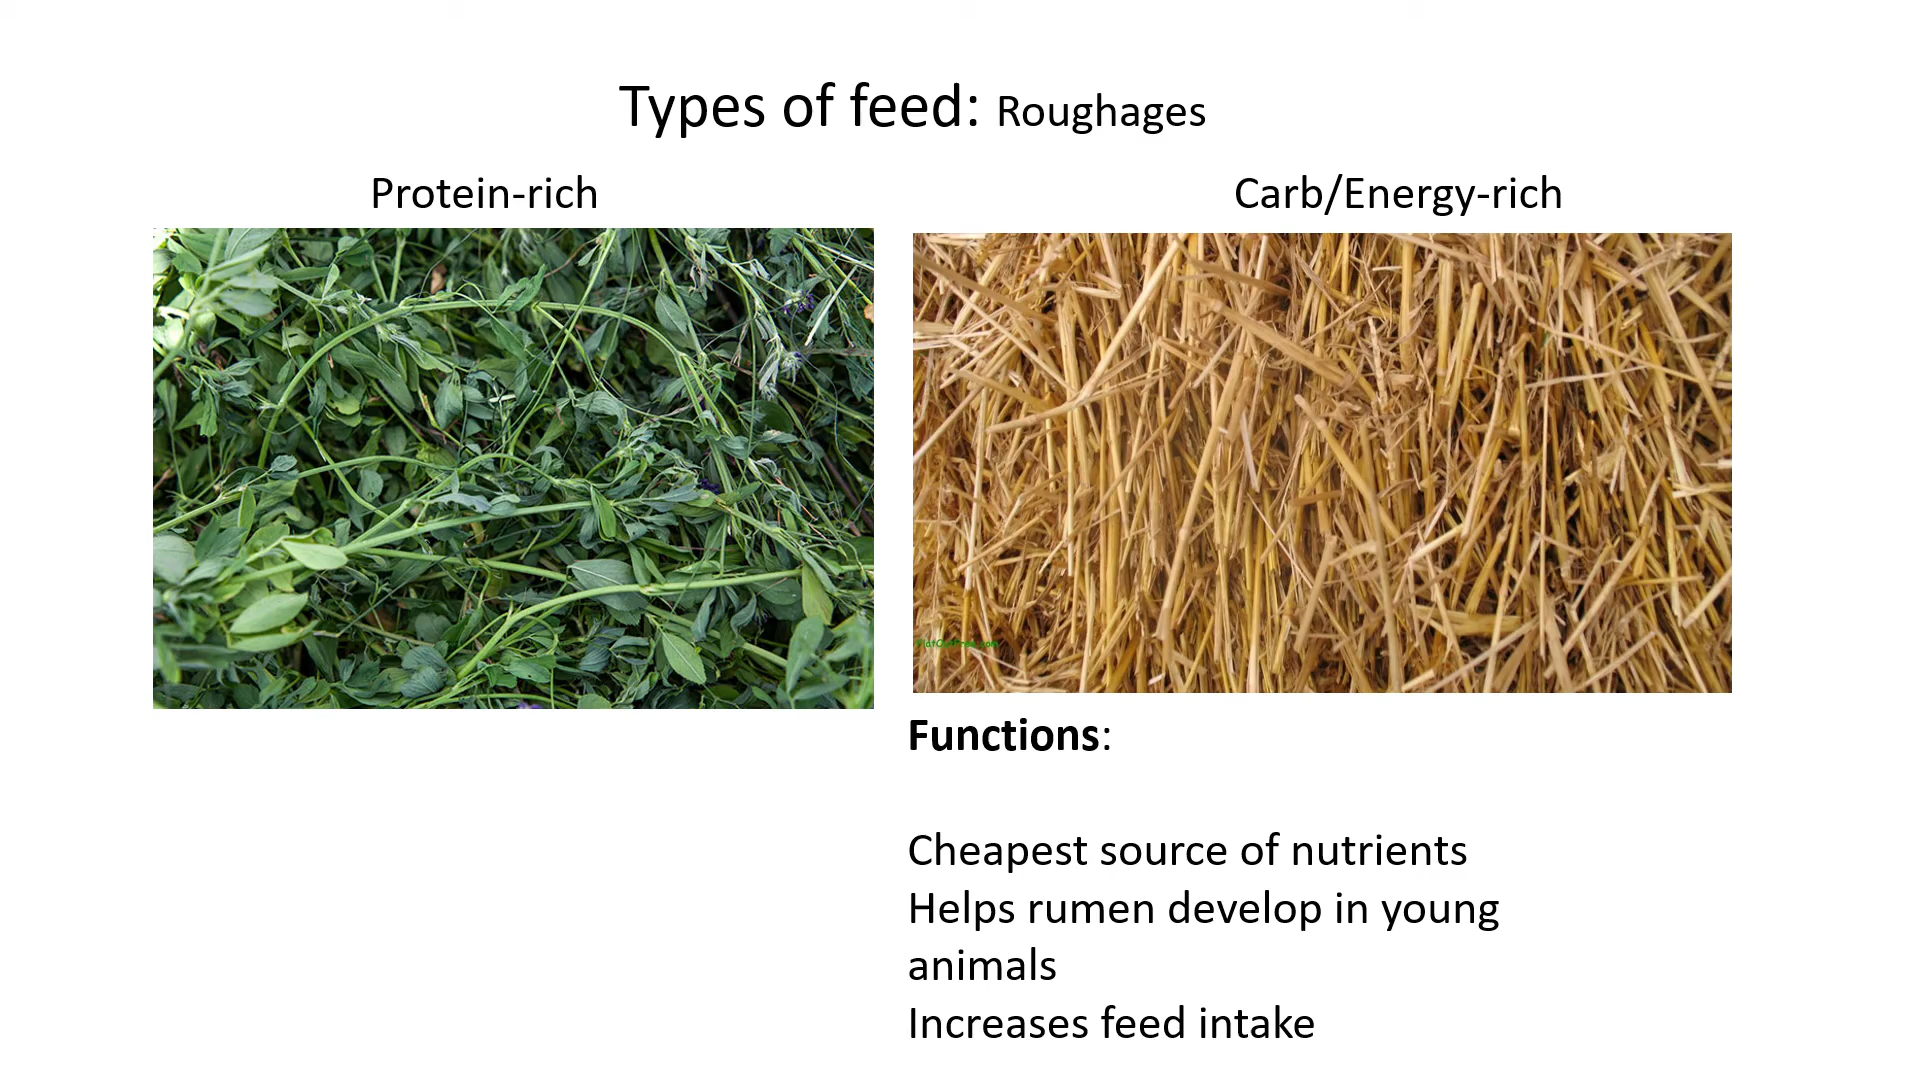 Types of feed: Roughages
Protein-rich
Carb/Energy-rich
Functions:
Cheapest source of nutrients
Helps rumen develop in young
animals
Increases feed intake